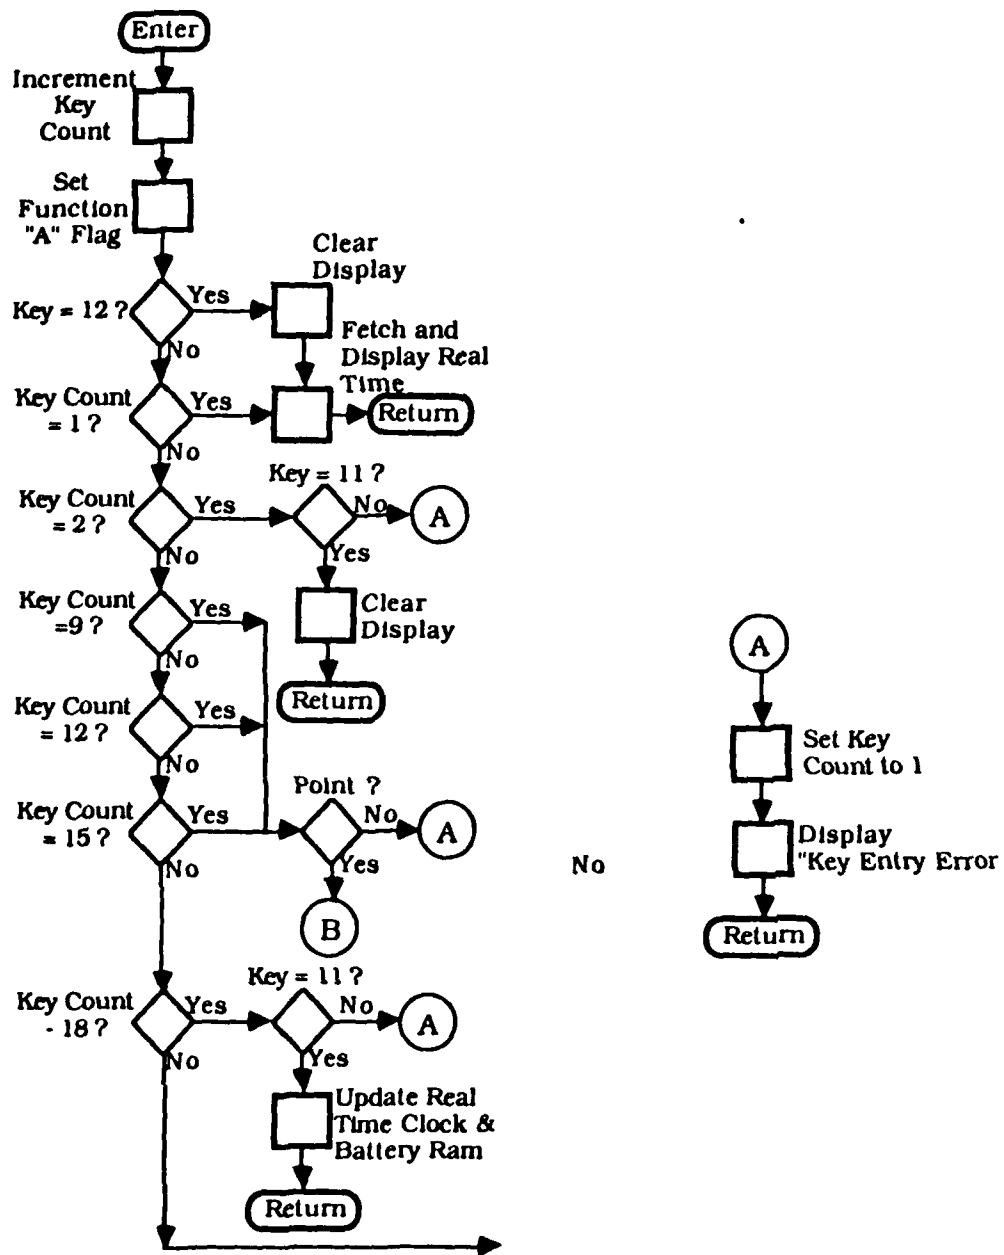 Enter
Increment
Key
Count
Set
Function
"A" Flag
Clear
Display
Key = 12 ?
Yes
No
Fetch and
Display Real
Time
Key Count
= 1 ?
Yes
Return
No
Key = 11 ?
Key Count
= 2 ?
Yes
No
A
No
Yes
Key Count
=9 ?
Yes
Clear
Display
No
Return
Key Count
= 12 ?
Yes
No
Point ?
Key Count
= 15 ?
Yes
No
A
No
Yes
B
Key = 11 ?
Key Count
- 18 ?
Yes
No
A
No
Yes
Update Real
Time Clock &
Battery Ram
Return
No
A
Set Key
Count to 1
Display
"Key Entry Error
Return